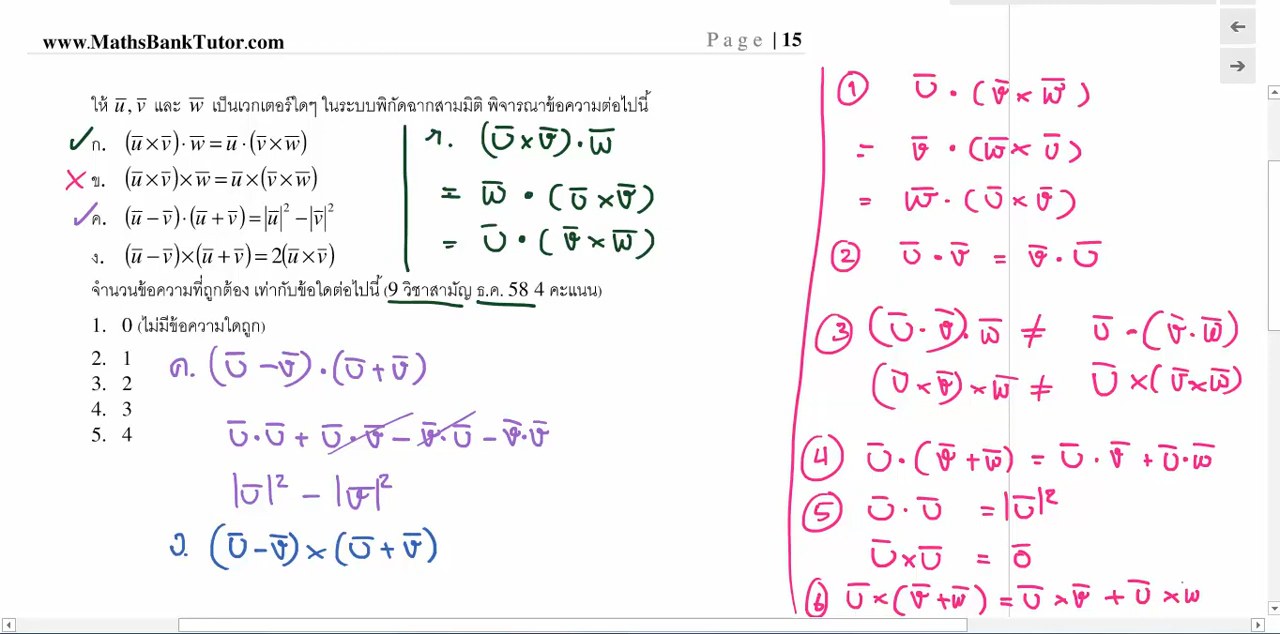 www.MathsBankTutor.com
Page | 15
ให้ u̅, v̅ และ w̅ เป็นเวกเตอร์ใดๆ ในระบบพิกัดฉากสามมิติ พิจารณาข้อความต่อไปนี้
✓ ก. (u̅ × v̅) · w̅ = u̅ · (v̅ × w̅)
✗ ข. (u̅ × v̅) × w̅ = u̅ × (v̅ × w̅)
✓ ค. (u̅ − v̅) · (u̅ + v̅) = |u̅|² − |v̅|²
ง. (u̅ − v̅) × (u̅ + v̅) = 2(u̅ × v̅)
จำนวนข้อความที่ถูกต้อง เท่ากับข้อใดต่อไปนี้ (9 วิชาสามัญ ธ.ค. 58 4 คะแนน)
1. 0 (ไม่มีข้อความใดถูก)
2. 1
3. 2
4. 3
5. 4
ก. (u̅ × v̅) · w̅
= w̅ · (u̅ × v̅)
= u̅ · (v̅ × w̅)
ค. (u̅ − v̅) · (u̅ + v̅)
u̅ · u̅ + u̅ · v̅ − v̅ · u̅ − v̅ · v̅
|u̅|² − |v̅|²
ง. (u̅ − v̅) × (u̅ + v̅)
① u̅ · (v̅ × w̅)
= v̅ · (w̅ × u̅)
= w̅ · (u̅ × v̅)
② u̅ · v̅ = v̅ · u̅
③ (u̅ · v̅) · w̅ ≠ u̅ · (v̅ · w̅)
(u̅ × v̅) × w̅ ≠ u̅ × (v̅ × w̅)
④ u̅ · (v̅ + w̅) = u̅ · v̅ + u̅ · w̅
⑤ u̅ · u̅ = |u̅|²
u̅ × u̅ = 0̅
⑥ u̅ × (v̅ + w̅) = u̅ × v̅ + u̅ × w